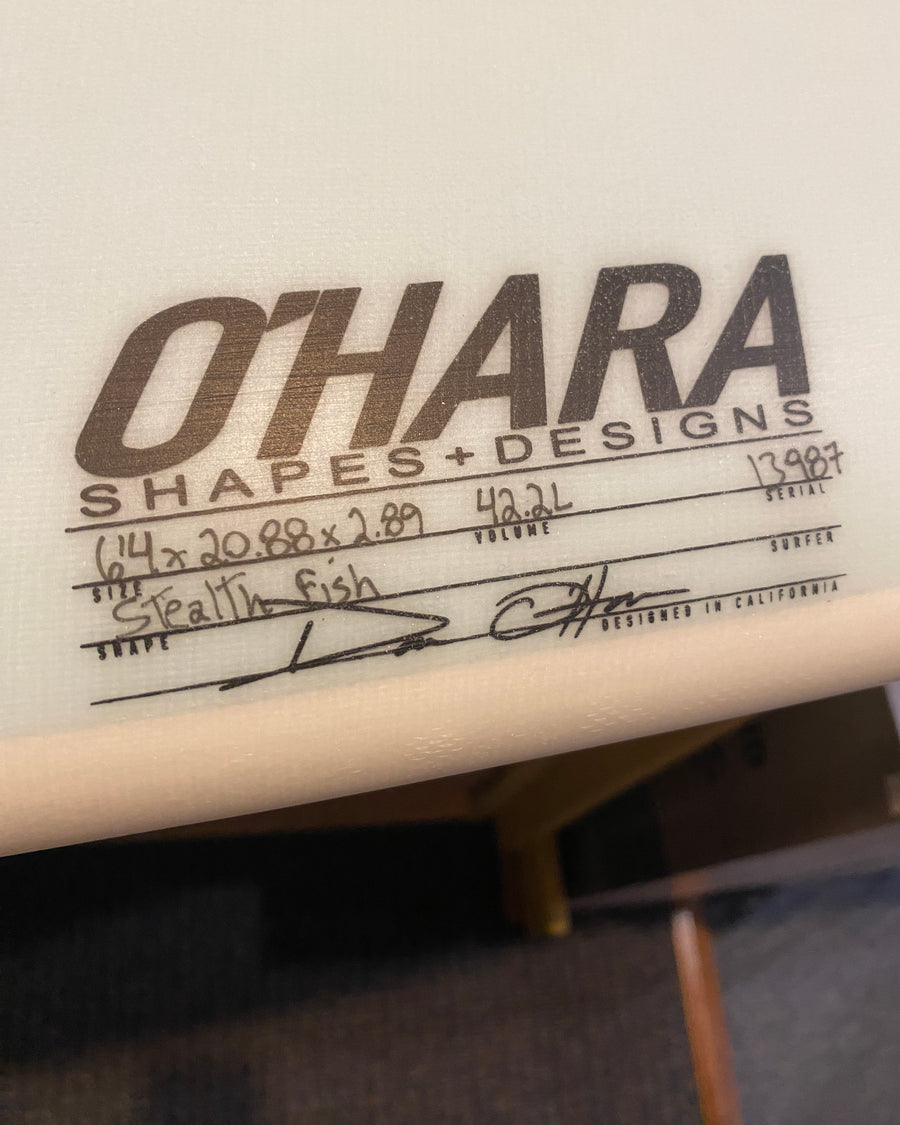 O'HARA
SHAPES+DESIGNS
6'4 x 20.88 x 2.89 42.2L 13987
SIZE VOLUME SERIAL
Stealth Fish
SHAPE SURFER
DESIGNED IN CALIFORNIA